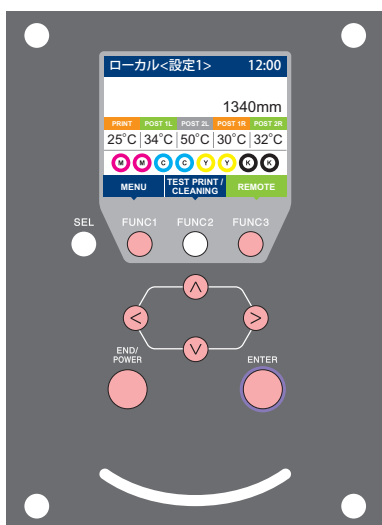 ローカル<設定1> 12:00
1340mm
PRINT POST 1L POST 2L POST 1R POST 2R
25°C 34°C 50°C 30°C 32°C
M M C C Y Y K K
MENU TEST PRINT / CLEANING REMOTE
SEL FUNC1 FUNC2 FUNC3
END/
POWER
ENTER